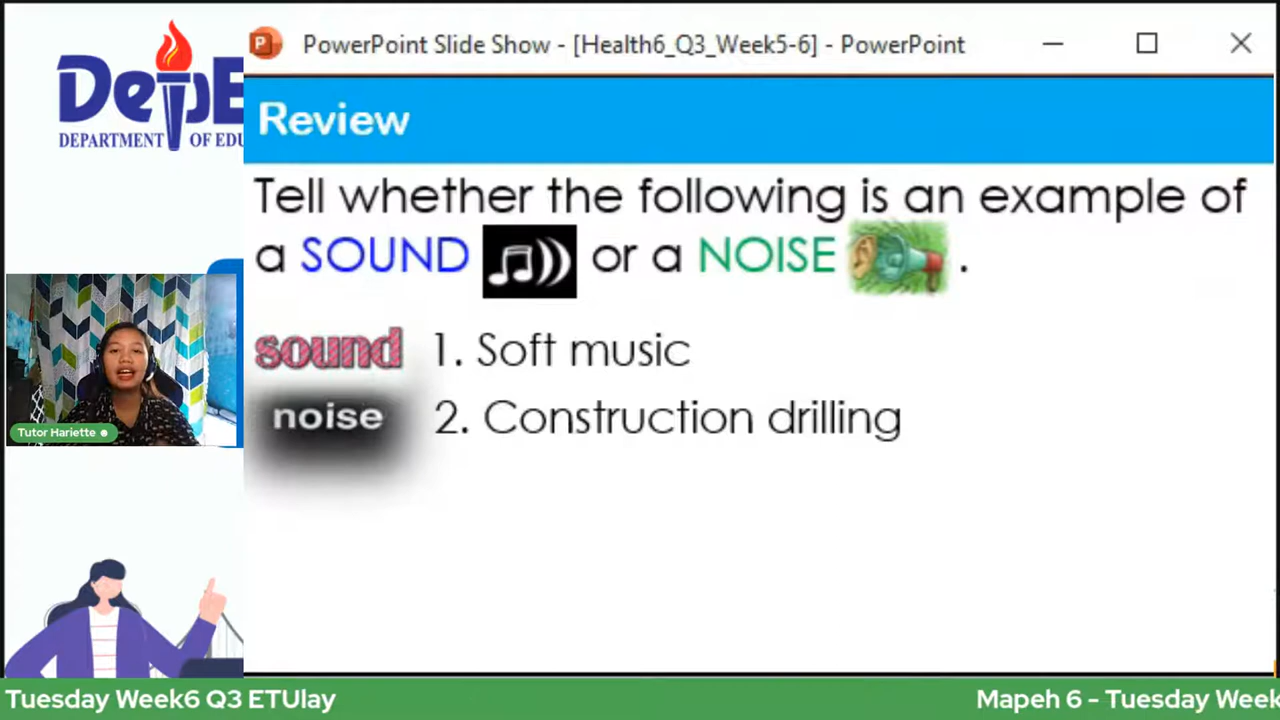 PowerPoint Slide Show - [Health6_Q3_Week5-6] - PowerPoint
DepE
DEPARTMENT OF EDU
Review
Tell whether the following is an example of
a SOUND or a NOISE .
sound 1. Soft music
noise 2. Construction drilling
Tutor Hariette
Tuesday Week6 Q3 ETUlay
Mapeh 6 - Tuesday Week